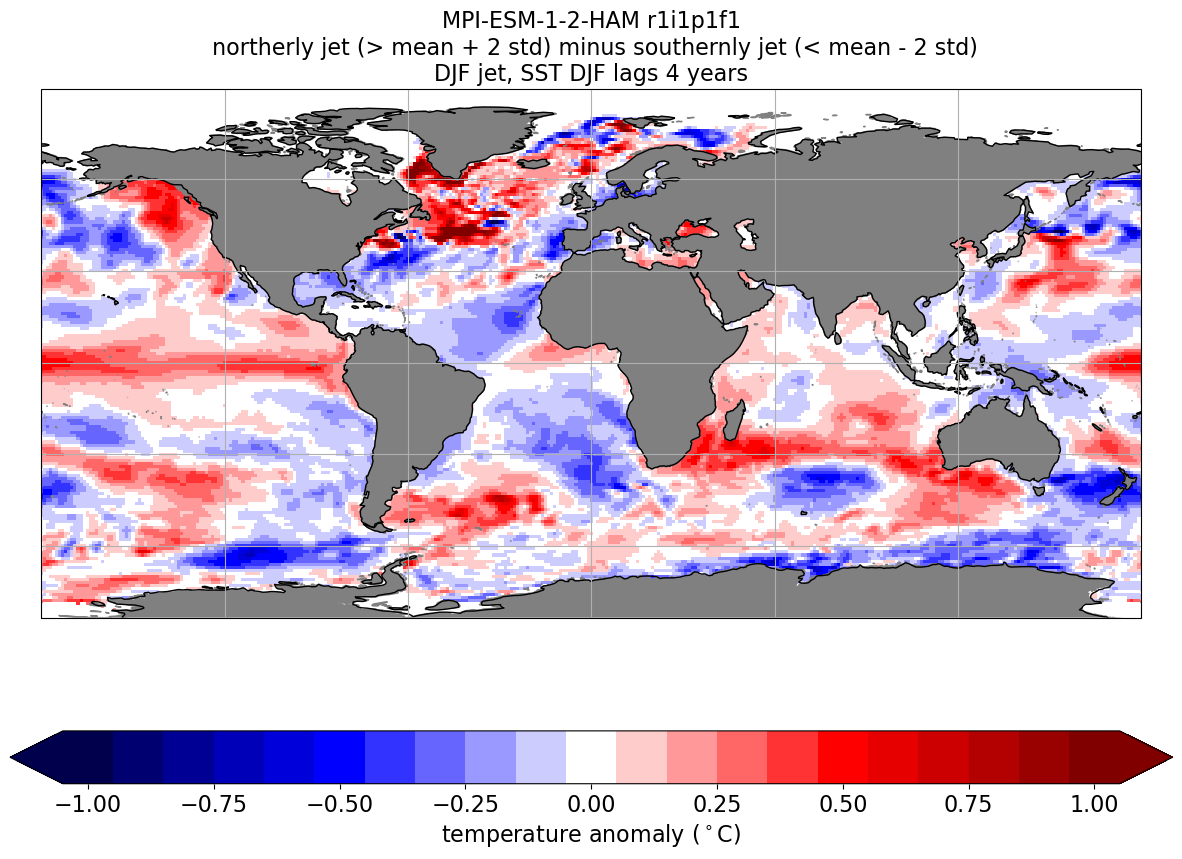 MPI-ESM-1-2-HAM r1i1p1f1
northerly jet (> mean + 2 std) minus southernly jet (< mean - 2 std)
DJF jet, SST DJF lags 4 years
−1.00 −0.75 −0.50 −0.25 0.00 0.25 0.50 0.75 1.00
temperature anomaly (°C)